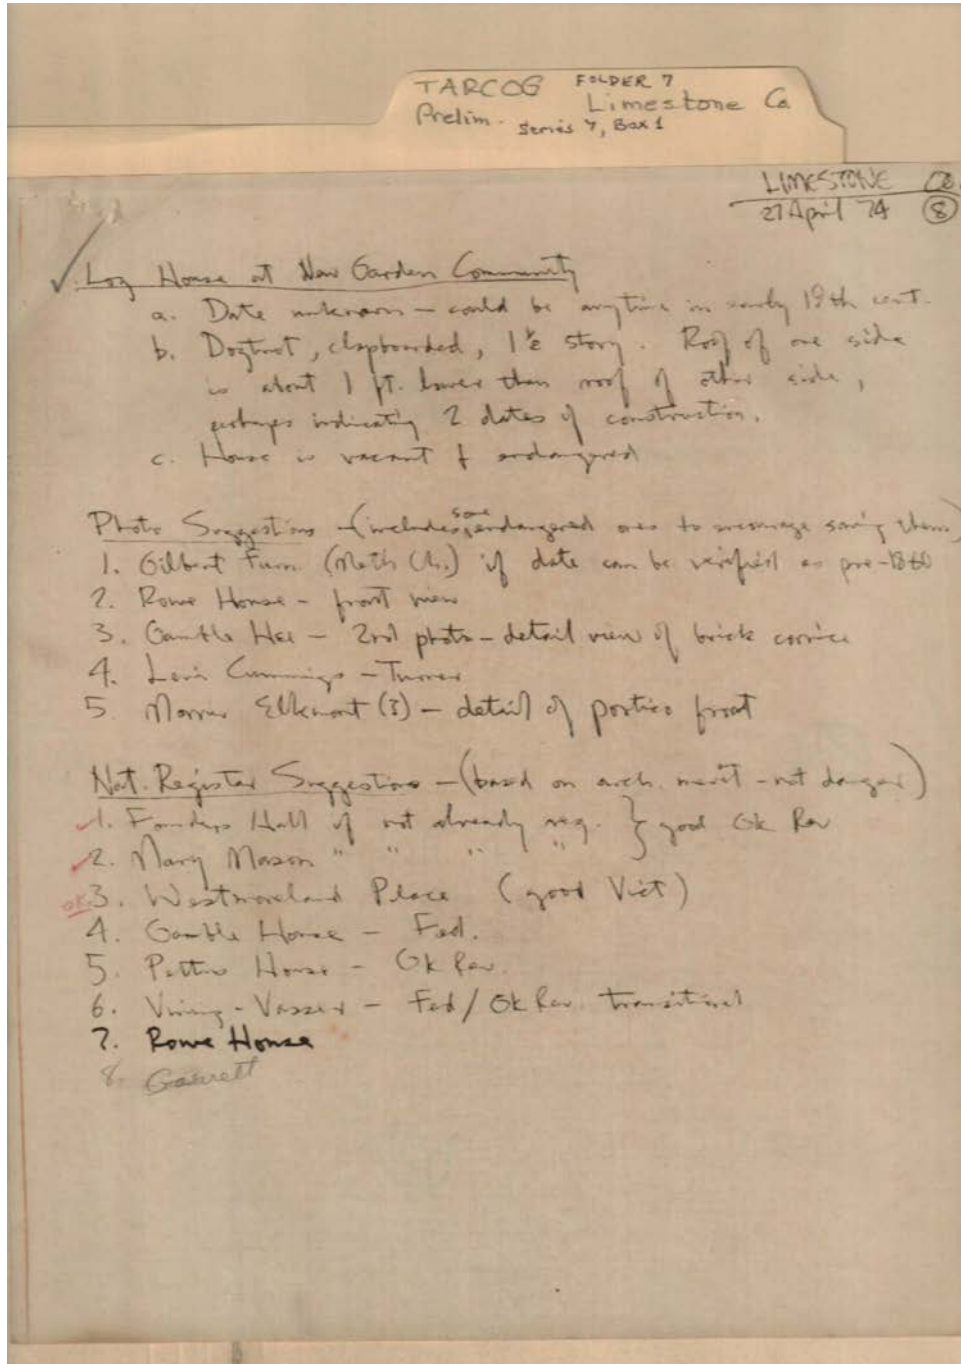 TARCOG FOLDER 7
Prelim. Limestone Co
Series 4, Box 1
LIMESTONE Co.
27 April 74 8
Log House at New Garden Community
a. Date unknown – could be anytime in early 19th cent.
b. Dogtrot, clapboarded, 1½ story. Roof of one side
is about 1 ft. lower than roof of other side,
perhaps indicating 2 dates of construction.
c. House is vacant & endangered
Photo Suggestions – (includes some endangered ones to encourage saving them)
1. Gilbert Furn. (Meth Ch.) if date can be verified as pre-1860
2. Rowe House – front view
3. Gamble Hse – 2nd photo – detail view of brick cornice
4. Cummings – Turner
5. Elkmont (3) – detail of portico front
Nat. Register Suggestions – (based on arch. merit – not danger)
1. Founders Hall if not already reg. } good Gk Rev
2. Mary Mason " " " "
OK 3. Westmoreland Place (good Vict)
4. Gamble House – Fed.
5. House – Gk Rev.
6. Vining - Vasser – Fed / Gk Rev. transitional
7. Rowe House
8. Garrett